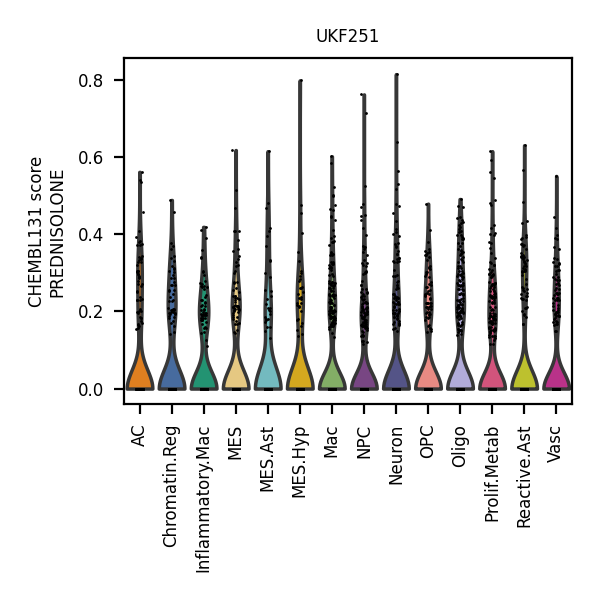 UKF251
CHEMBL131 score
PREDNISOLONE
0.8
0.6
0.4
0.2
0.0
AC
Chromatin.Reg
Inflammatory.Mac
MES
MES.Ast
MES.Hyp
Mac
NPC
Neuron
OPC
Oligo
Prolif.Metab
Reactive.Ast
Vasc